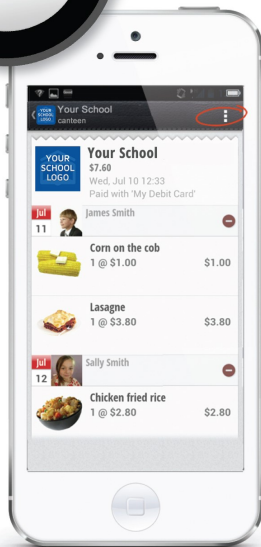 YOUR
SCHOOL
LOGO
Your School
canteen
YOUR
SCHOOL
LOGO
Your School
$7.60
Wed, Jul 10 12:33
Paid with 'My Debit Card'
Jul
11
James Smith
Corn on the cob
1 @ $1.00
$1.00
Lasagne
1 @ $3.80
$3.80
Jul
12
Sally Smith
Chicken fried rice
1 @ $2.80
$2.80